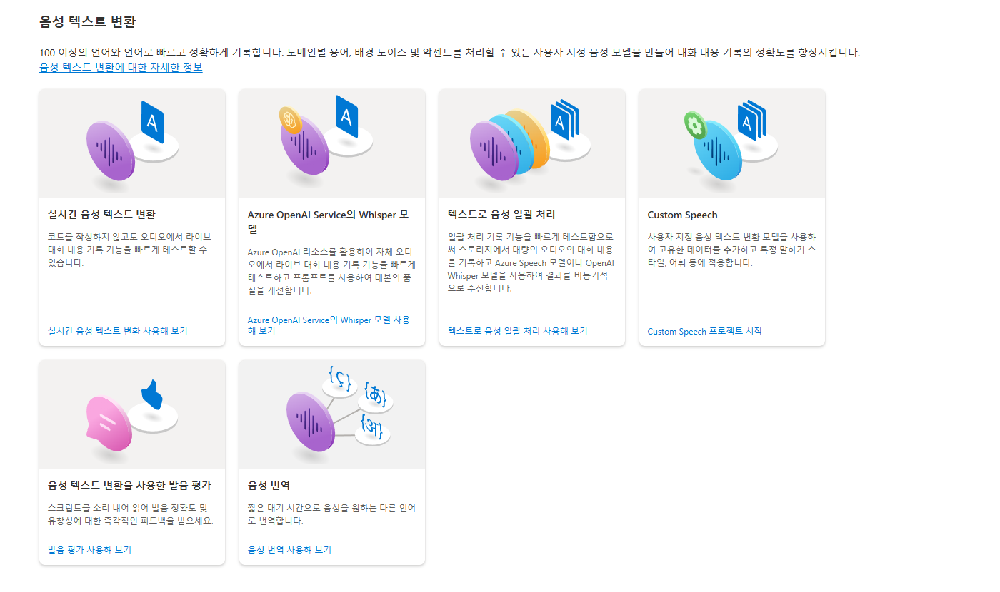 음성 텍스트 변환
100 이상의 언어와 언어로 빠르고 정확하게 기록합니다. 도메인별 용어, 배경 노이즈 및 악센트를 처리할 수 있는 사용자 지정 음성 모델을 만들어 대화 내용 기록의 정확도를 향상시킵니다.
음성 텍스트 변환에 대한 자세한 정보
A
실시간 음성 텍스트 변환
코드를 작성하지 않고도 오디오에서 라이브
대화 내용 기록 기능을 빠르게 테스트할 수
있습니다.
실시간 음성 텍스트 변환 사용해 보기
A
Azure OpenAI Service의 Whisper 모
델
Azure OpenAI 리소스를 활용하여 자체 오디
오에서 라이브 대화 내용 기록 기능을 빠르게
테스트하고 프롬프트를 사용하여 대본의 품
질을 개선합니다.
Azure OpenAI Service의 Whisper 모델 사용
해 보기
A
텍스트로 음성 일괄 처리
일괄 처리 기록 기능을 빠르게 테스트함으로
써 스토리지에서 대량의 오디오의 대화 내용
을 기록하고 Azure Speech 모델이나 OpenAI
Whisper 모델을 사용하여 결과를 비동기적
으로 수신합니다.
텍스트로 음성 일괄 처리 사용해 보기
A
Custom Speech
사용자 지정 음성 텍스트 변환 모델을 사용하
여 고유한 데이터를 추가하고 특정 말하기 스
타일, 어휘 등에 적응합니다.
Custom Speech 프로젝트 시작
음성 텍스트 변환을 사용한 발음 평가
스크립트를 소리 내어 읽어 발음 정확도 및
유창성에 대한 즉각적인 피드백을 받으세요.
발음 평가 사용해 보기
{あ}
{अ}
음성 번역
짧은 대기 시간으로 음성을 원하는 다른 언어
로 번역합니다.
음성 번역 사용해 보기